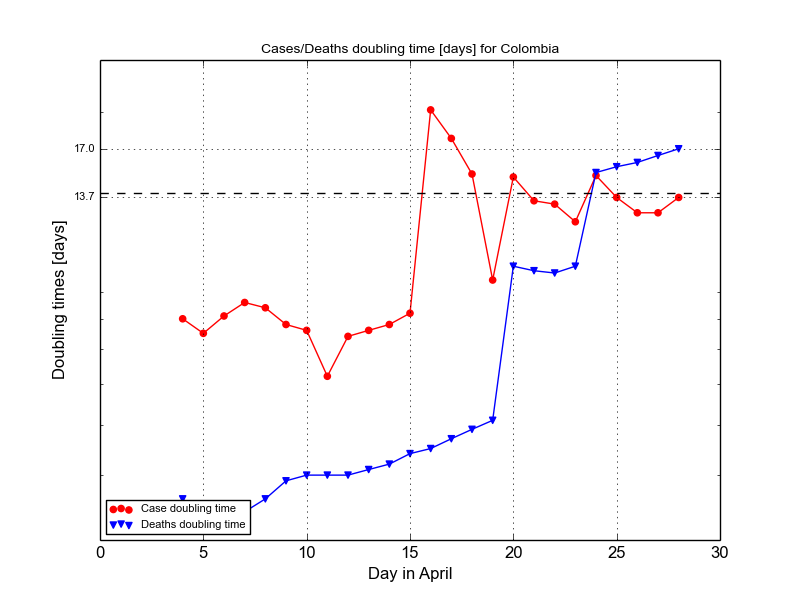 Cases/Deaths doubling time [days] for Colombia
17.0
13.7
Doubling times [days]
Case doubling time
Deaths doubling time
0 5 10 15 20 25 30
Day in April